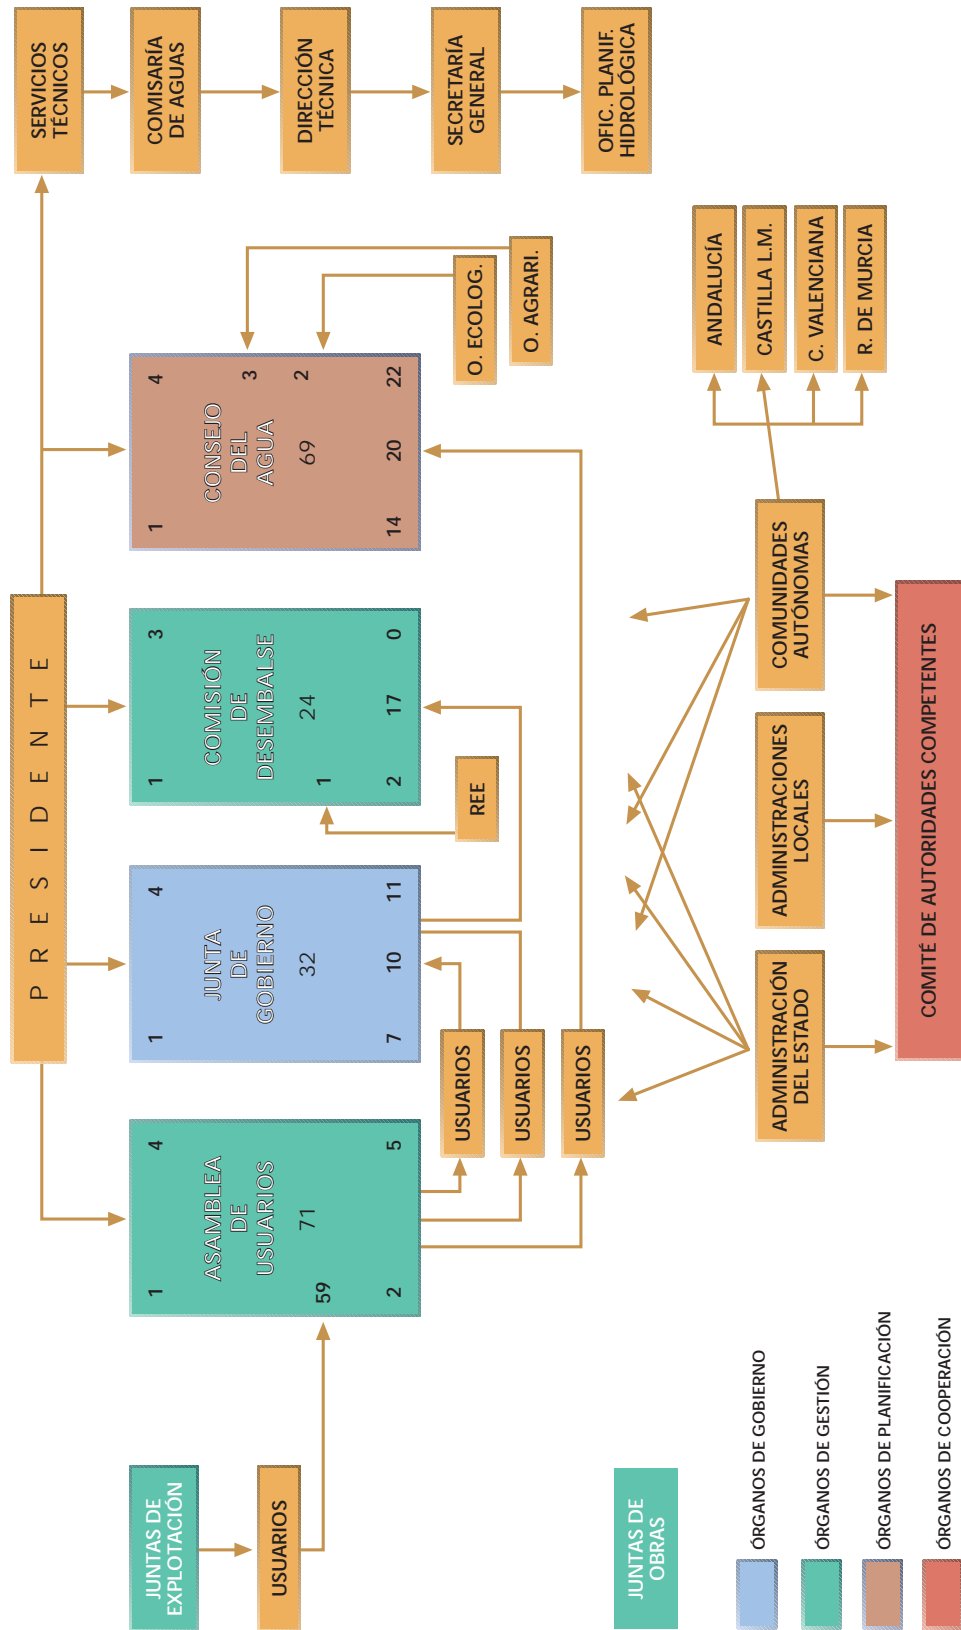 PRESIDENTE
JUNTAS DE
EXPLOTACIÓN
USUARIOS
ASAMBLEA
DE
USUARIOS
71
1
4
59
2
5
JUNTA
DE
GOBIERNO
32
1
4
7
10
11
COMISIÓN
DE
DESEMBALSE
24
1
3
1
2
17
0
CONSEJO
DEL
AGUA
69
1
4
3
2
14
20
22
SERVICIOS
TÉCNICOS
COMISARÍA
DE AGUAS
DIRECCIÓN
TÉCNICA
SECRETARÍA
GENERAL
OFIC. PLANIF.
HIDROLÓGICA
USUARIOS
USUARIOS
USUARIOS
REE
O. ECOLOG.
O. AGRARI.
JUNTAS DE
OBRAS
ADMINISTRACIÓN
DEL ESTADO
ADMINISTRACIONES
LOCALES
COMUNIDADES
AUTÓNOMAS
ANDALUCÍA
CASTILLA L.M.
C. VALENCIANA
R. DE MURCIA
COMITÉ DE AUTORIDADES COMPETENTES
ÓRGANOS DE GOBIERNO
ÓRGANOS DE GESTIÓN
ÓRGANOS DE PLANIFICACIÓN
ÓRGANOS DE COOPERACIÓN